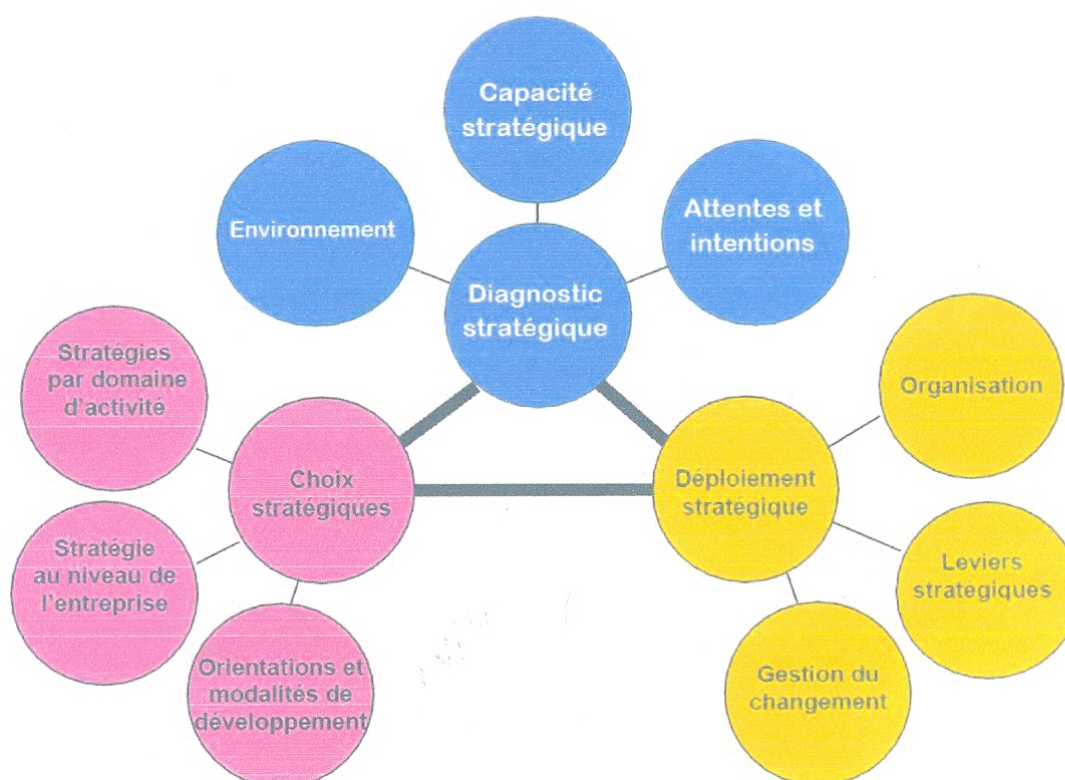 Capacité
stratégique
Environnement
Attentes et
intentions
Diagnostic
stratégique
Stratégies
par domaine
d'activité
Choix
stratégiques
Stratégie
au niveau de
l'entreprise
Orientations et
modalités de
développement
Organisation
Déploiement
stratégique
Leviers
stratégiques
Gestion du
changement